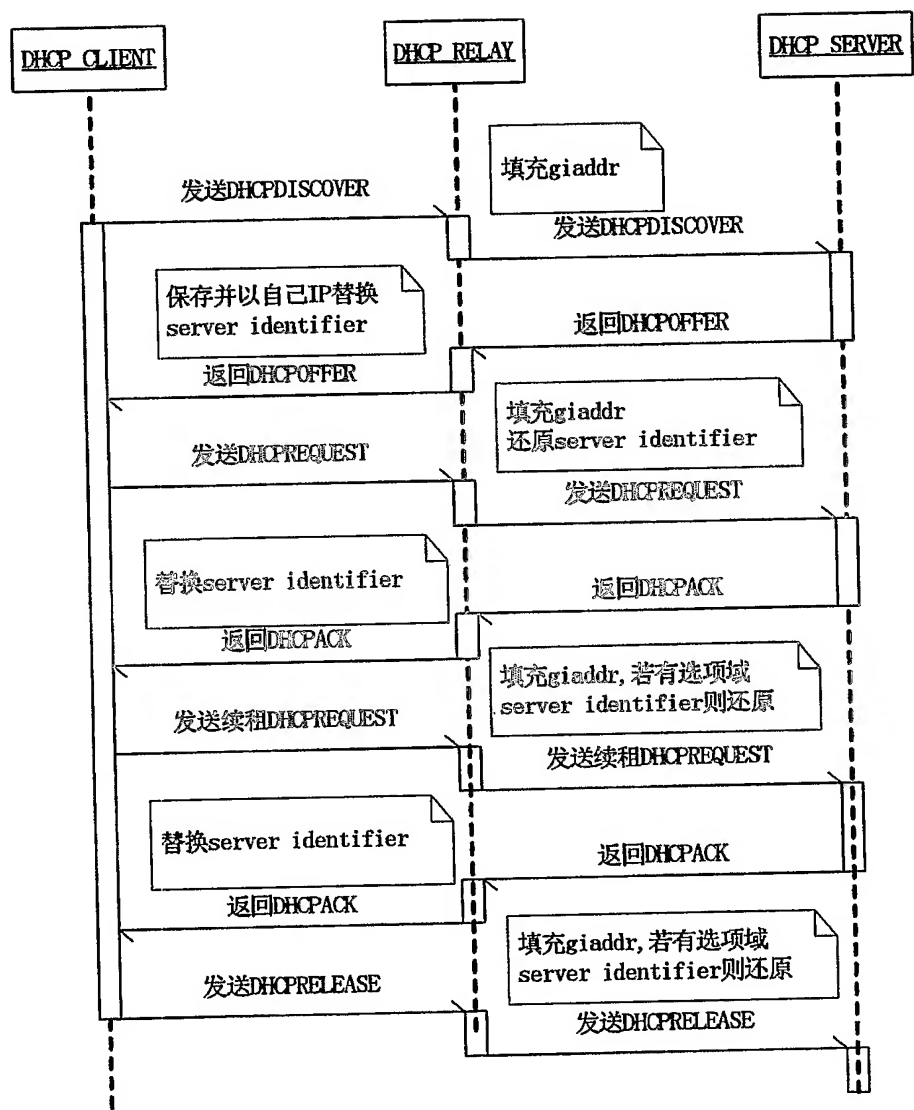 DHCP CLIENT
DHCP RELAY
DHCP SERVER
填充giaddr
发送DHCPDISCOVER
发送DHCPDISCOVER
保存并以自己IP替换
server identifier
返回DHCPOFFER
返回DHCPOFFER
填充giaddr
还原server identifier
发送DHCPREQUEST
发送DHCPREQUEST
替换server identifier
返回DHCPACK
返回DHCPACK
填充giaddr,若有选项域
server identifier则还原
发送续租DHCPREQUEST
发送续租DHCPREQUEST
替换server identifier
返回DHCPACK
返回DHCPACK
填充giaddr,若有选项域
server identifier则还原
发送DHCPRELEASE
发送DHCPRELEASE